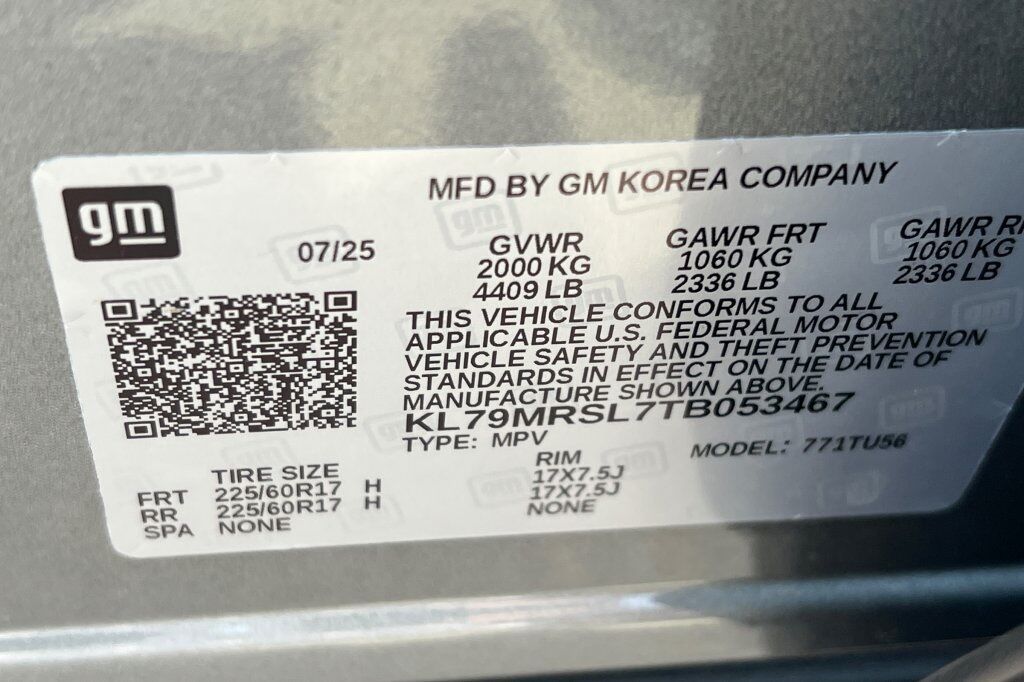 gm
MFD BY GM KOREA COMPANY
07/25
GVWR GAWR FRT GAWR
2000 KG 1060 KG 1060 KG
4409 LB 2336 LB 2336 LB
THIS VEHICLE CONFORMS TO ALL
APPLICABLE U.S. FEDERAL MOTOR
VEHICLE SAFETY AND THEFT PREVENTION
STANDARDS IN EFFECT ON THE DATE OF
MANUFACTURE SHOWN ABOVE.
KL79MRSL7TB053467
TYPE: MPV MODEL: 771TU56
TIRE SIZE RIM
FRT 225/60R17 H 17X7.5J
RR 225/60R17 H 17X7.5J
SPA NONE NONE